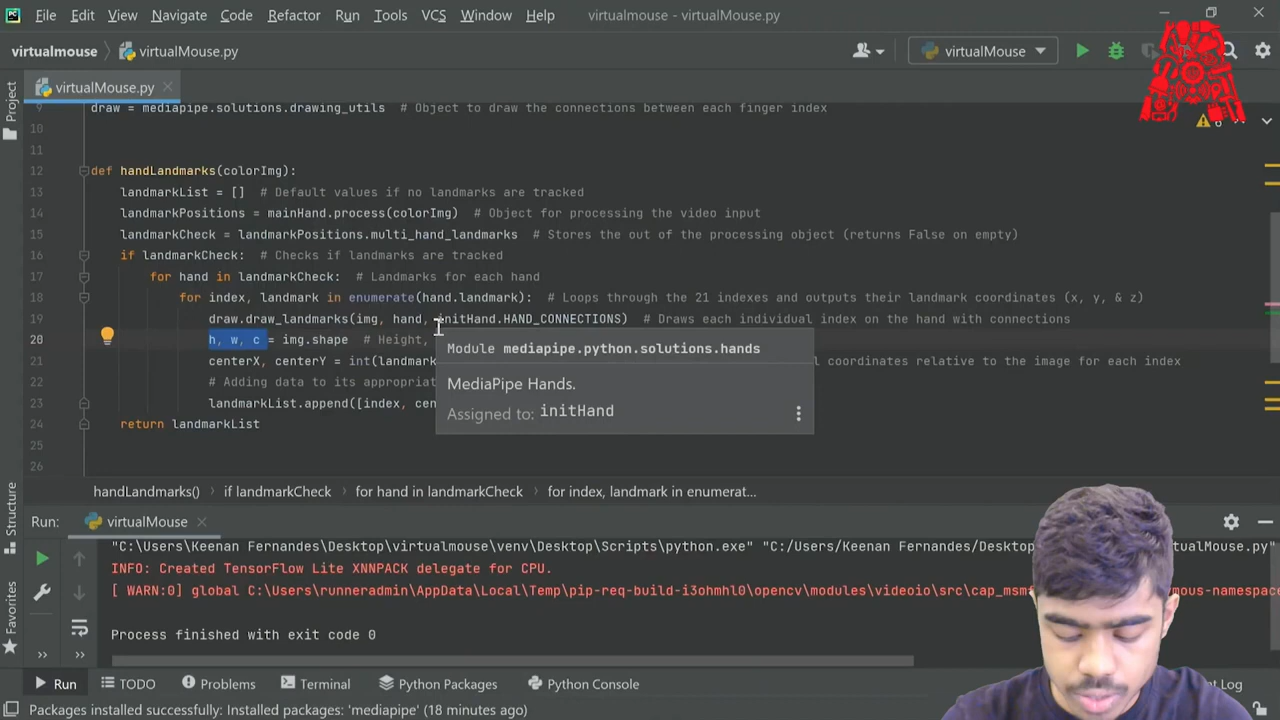 File Edit View Navigate Code Refactor Run Tools VCS Window Help virtualmouse - virtualMouse.py
virtualmouse virtualMouse.py virtualMouse
Project
virtualMouse.py
9 draw = mediapipe.solutions.drawing_utils # Object to draw the connections between each finger index
10
11
12 def handLandmarks(colorImg):
13 landmarkList = [] # Default values if no landmarks are tracked
14 landmarkPositions = mainHand.process(colorImg) # Object for processing the video input
15 landmarkCheck = landmarkPositions.multi_hand_landmarks # Stores the out of the processing object (returns False on empty)
16 if landmarkCheck: # Checks if landmarks are tracked
17 for hand in landmarkCheck: # Landmarks for each hand
18 for index, landmark in enumerate(hand.landmark): # Loops through the 21 indexes and outputs their landmark coordinates (x, y, & z)
19 draw.draw_landmarks(img, hand, initHand.HAND_CONNECTIONS) # Draws each individual index on the hand with connections
20 h, w, c = img.shape # Height,
Module mediapipe.python.solutions.hands
21 centerX, centerY = int(landma coordinates relative to the image for each index
22 # Adding data to its appropriat
MediaPipe Hands.
23 landmarkList.append([index, cen
Assigned to: initHand
24 return landmarkList
25
26
handLandmarks() if landmarkCheck for hand in landmarkCheck for index, landmark in enumerat...
Structure
Favorites
Run: virtualMouse
"C:\Users\Keenan Fernandes\Desktop\virtualmouse\venv\Desktop\Scripts\python.exe" "C:/Users/Keenan Fernandes/Deskto tualMouse.py"
INFO: Created TensorFlow Lite XNNPACK delegate for CPU.
[ WARN:0] global C:\Users\runneradmin\AppData\Local\Temp\pip-req-build-i3ohmhl0\opencv\modules\videoio\src\cap_msm mous-namespace
Process finished with exit code 0
Run TODO Problems Terminal Python Packages Python Console t Log
Packages installed successfully: Installed packages: 'mediapipe' (18 minutes ago)